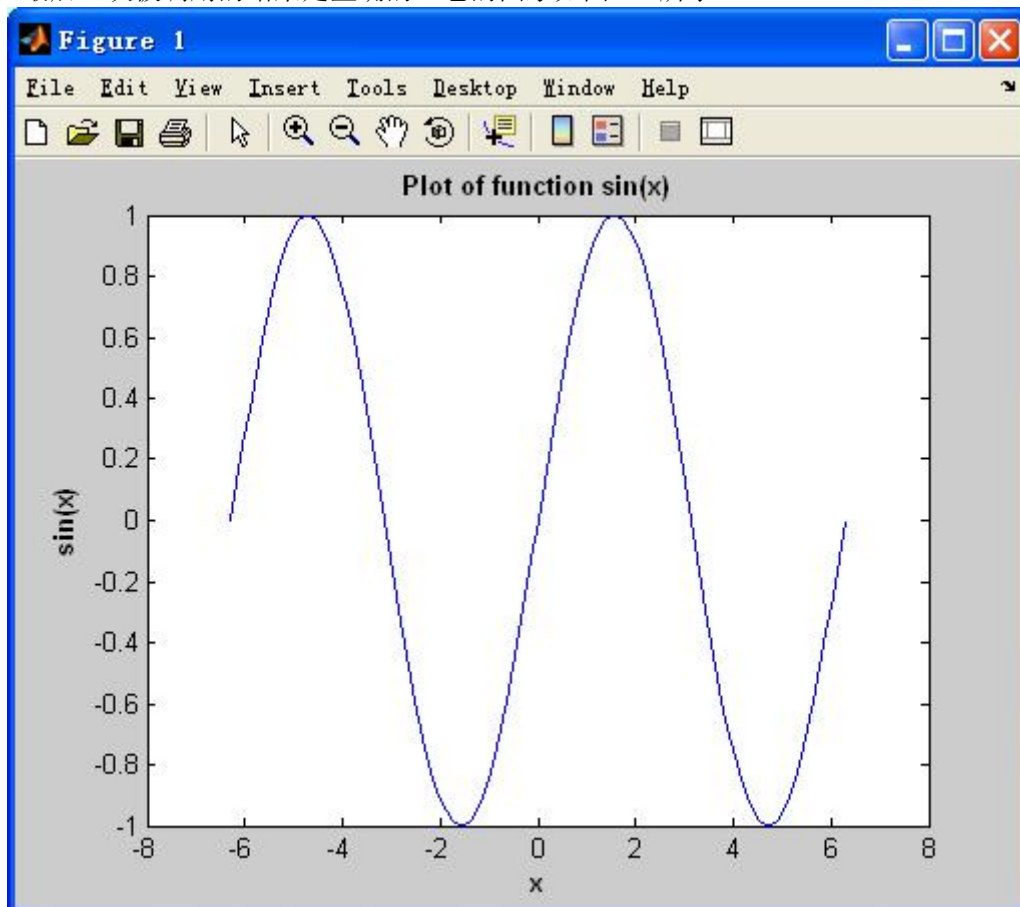 Figure 1
File Edit View Insert Tools Desktop Window Help
Plot of function sin(x)
1
0.8
0.6
0.4
0.2
0
-0.2
-0.4
-0.6
-0.8
-1
sin(x)
-8 -6 -4 -2 0 2 4 6 8
x